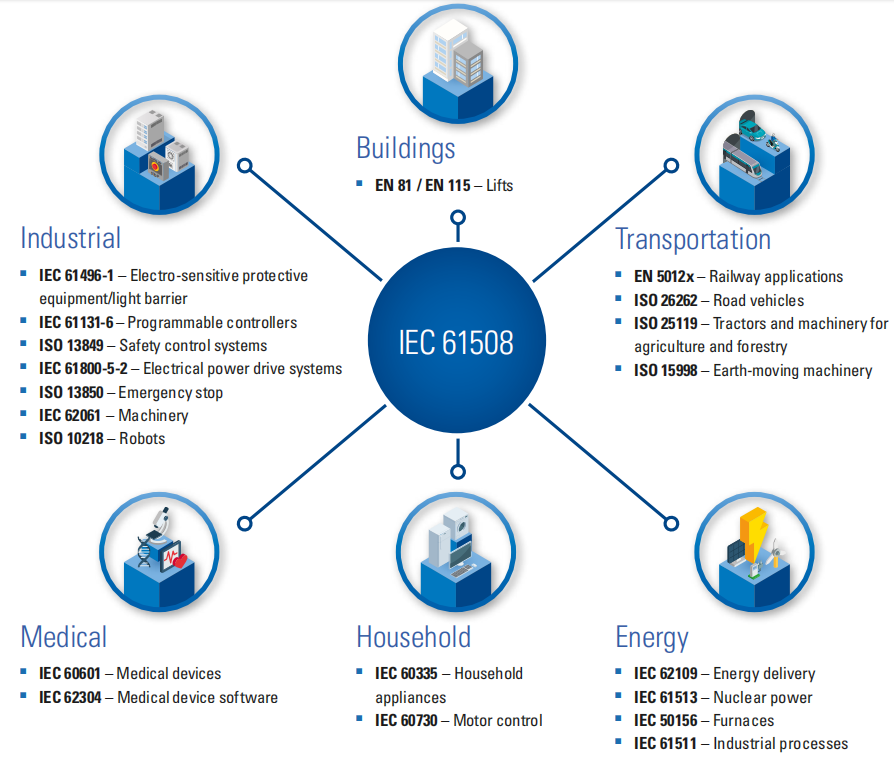 Buildings
▪ EN 81 / EN 115 – Lifts
Industrial
▪ IEC 61496-1 – Electro-sensitive protective
equipment/light barrier
▪ IEC 61131-6 – Programmable controllers
▪ ISO 13849 – Safety control systems
▪ IEC 61800-5-2 – Electrical power drive systems
▪ ISO 13850 – Emergency stop
▪ IEC 62061 – Machinery
▪ ISO 10218 – Robots
IEC 61508
Transportation
▪ EN 5012x – Railway applications
▪ ISO 26262 – Road vehicles
▪ ISO 25119 – Tractors and machinery for
agriculture and forestry
▪ ISO 15998 – Earth-moving machinery
Medical
▪ IEC 60601 – Medical devices
▪ IEC 62304 – Medical device software
Household
▪ IEC 60335 – Household
appliances
▪ IEC 60730 – Motor control
Energy
▪ IEC 62109 – Energy delivery
▪ IEC 61513 – Nuclear power
▪ IEC 50156 – Furnaces
▪ IEC 61511 – Industrial processes